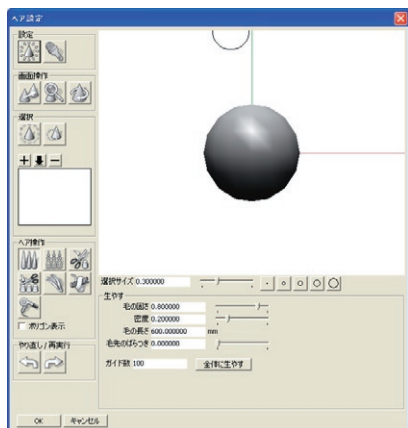 ヘア設定
設定
画面操作
選択
ヘア操作
ポリゴン表示
やり直し / 再実行
選択サイズ 0.300000
生やす
毛の固さ 0.800000
密度 0.200000
毛の長さ 600.000000 mm
毛先のばらつき 0.000000
ガイド数 100 全体に生やす
OK キャンセル